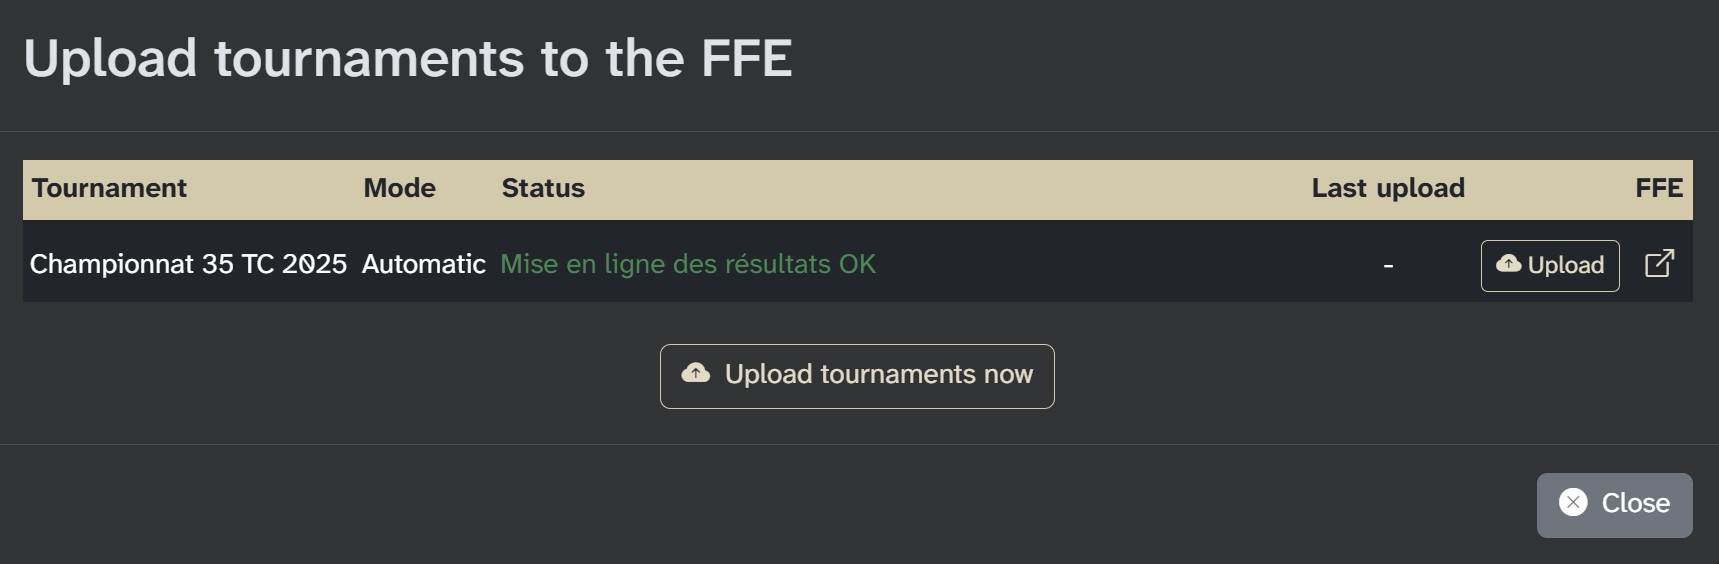 Upload tournaments to the FFE
Tournament Mode Status Last upload FFE
Championnat 35 TC 2025 Automatic Mise en ligne des résultats OK - Upload
Upload tournaments now
Close